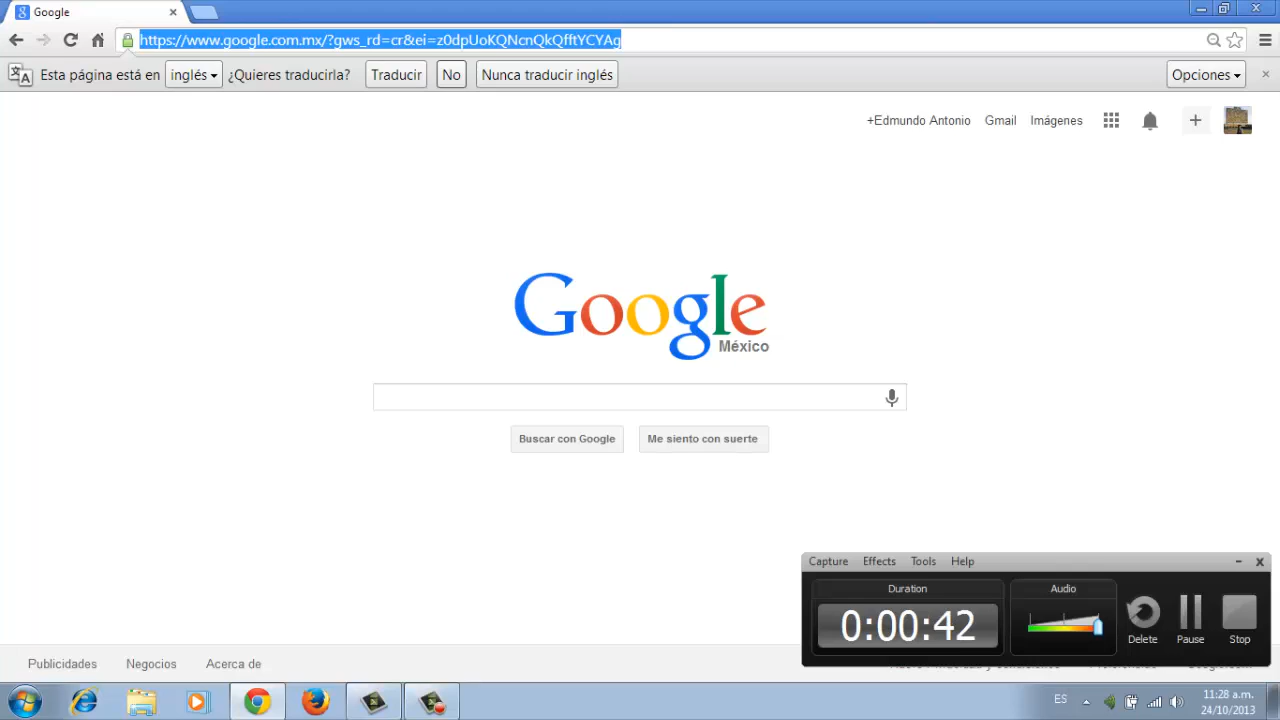 Google
https://www.google.com.mx/?gws_rd=cr&ei=z0dpUoKQNcnQkQfftYCYAg
Esta página está en inglés ¿Quieres traducirla? Traducir No Nunca traducir inglés Opciones
+Edmundo Antonio Gmail Imágenes
Google
México
Buscar con Google Me siento con suerte
Capture Effects Tools Help
Duration Audio
0:00:42
Delete Pause Stop
Publicidades Negocios Acerca de
ES 11:28 a.m.
24/10/2013